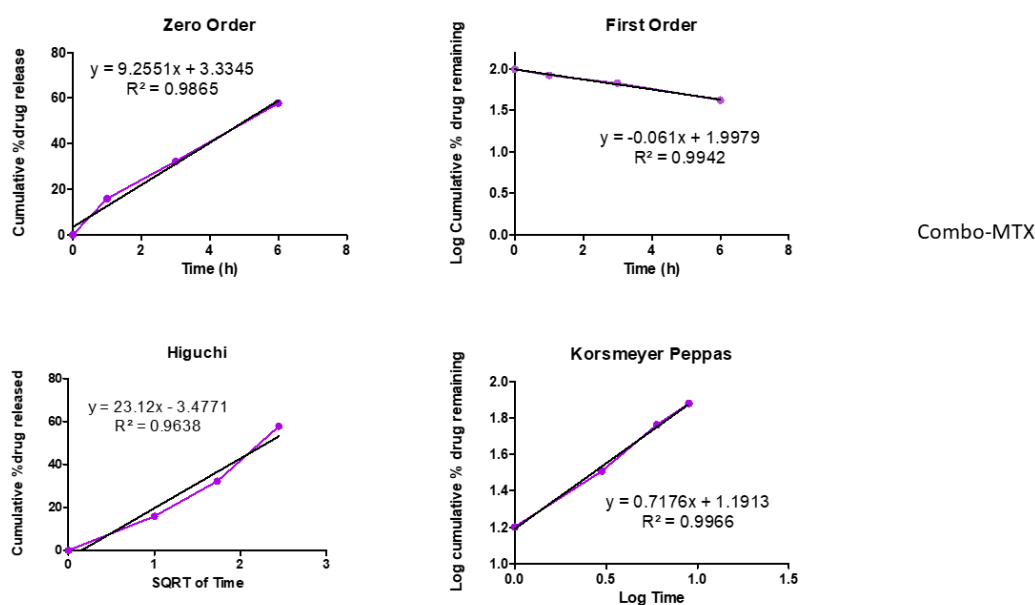 Zero Order
Cumulative %drug release
80
60
40
20
0
y = 9.2551x + 3.3345
R² = 0.9865
0 2 4 6 8
Time (h)
First Order
Log Cumulative % drug remaining
2.0
1.5
1.0
0.5
0.0
y = -0.061x + 1.9979
R² = 0.9942
0 2 4 6 8
Time (h)
Combo-MTX
Higuchi
Cumulative %drug released
80
60
40
20
0
y = 23.12x - 3.4771
R² = 0.9638
0 1 2 3
SQRT of Time
Korsmeyer Peppas
Log cumulative % drug remaining
2.0
1.8
1.6
1.4
1.2
1.0
y = 0.7176x + 1.1913
R² = 0.9966
0.0 0.5 1.0 1.5
Log Time